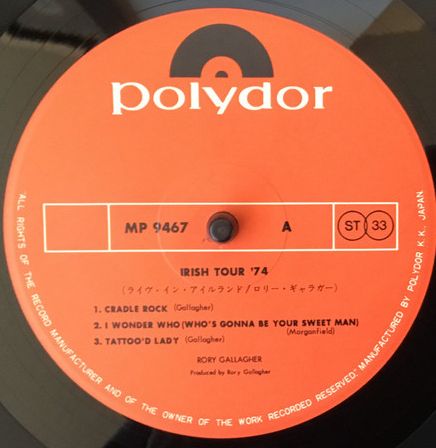 polydor
MP 9467 A ST 33
IRISH TOUR '74
(ライヴ・イン・アイルランド/ロリー・ギャラガー)
1. CRADLE ROCK (Gallagher)
2. I WONDER WHO (WHO'S GONNA BE YOUR SWEET MAN)
(Morganfield)
3. TATTOO'D LADY (Gallagher)
RORY GALLAGHER
Produced by Rory Gallagher
ALL RIGHTS OF THE RECORD MANUFACTURER AND OF THE OWNER OF THE WORK RECORDED RESERVED: MANUFACTURED BY POLYDOR K.K., JAPAN.